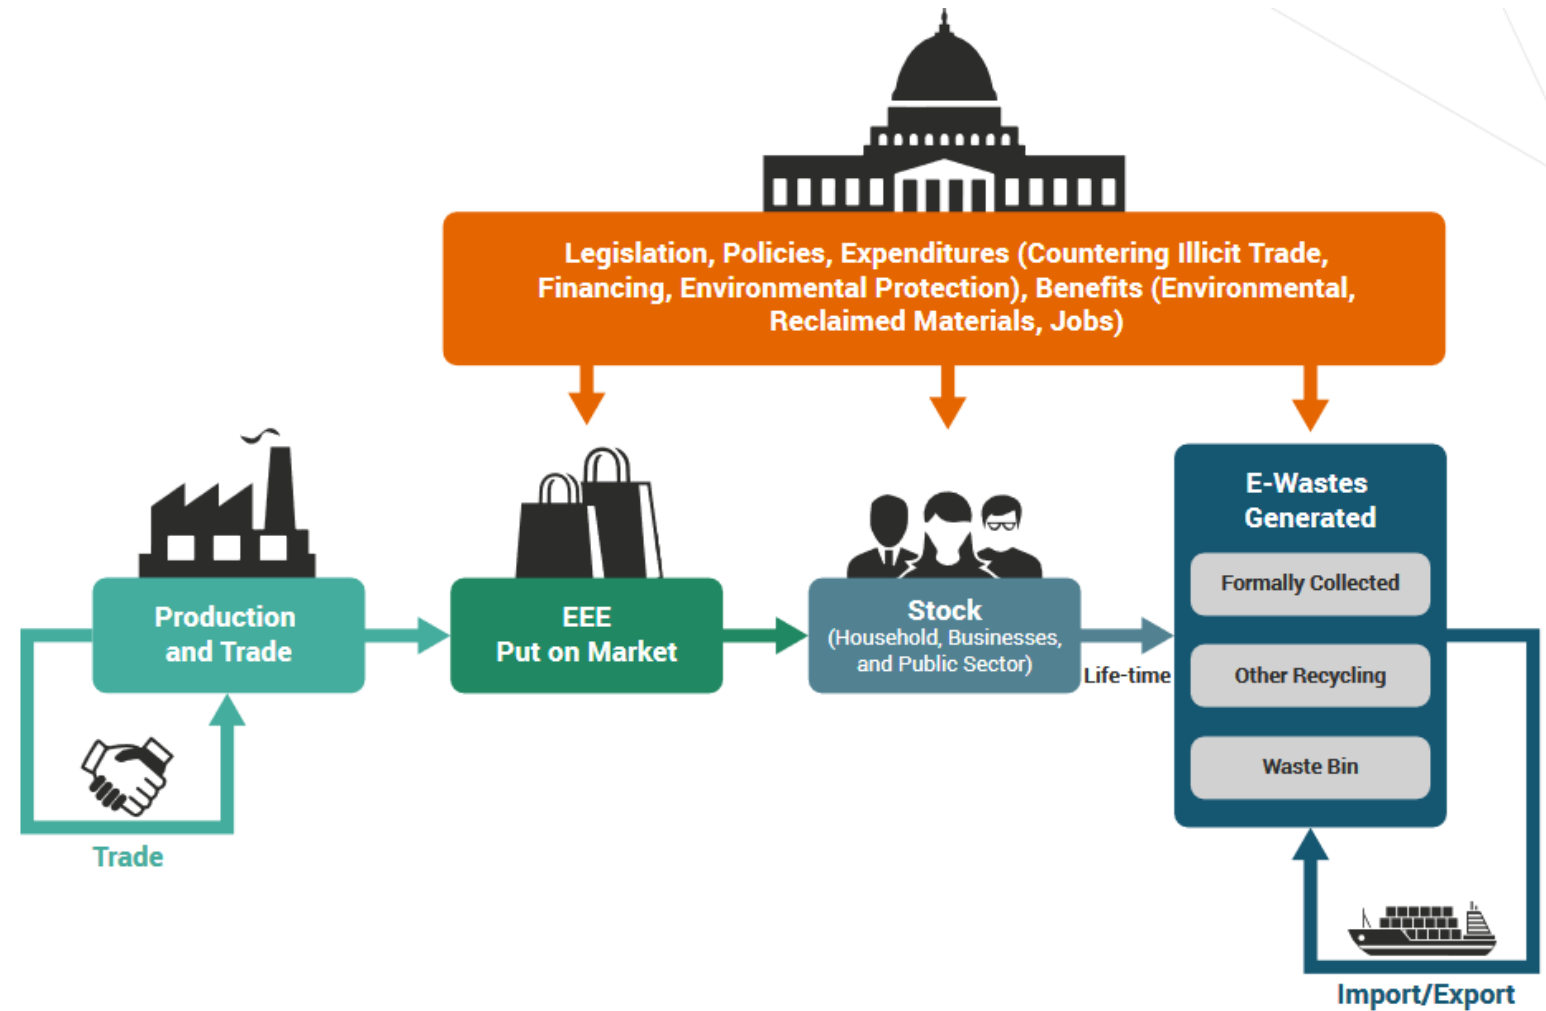 Legislation, Policies, Expenditures (Countering Illicit Trade,
Financing, Environmental Protection), Benefits (Environmental,
Reclaimed Materials, Jobs)
Production
and Trade
EEE
Put on Market
Stock
(Household, Businesses,
and Public Sector)
Life-time
E-Wastes
Generated
Formally Collected
Other Recycling
Waste Bin
Trade
Import/Export